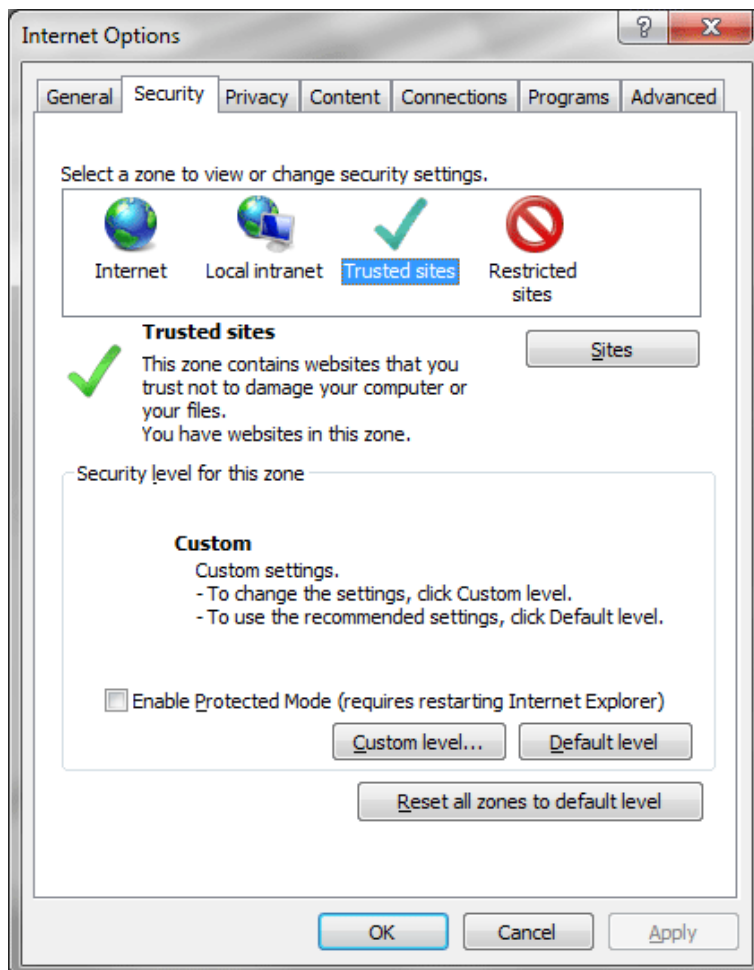 Internet Options
General Security Privacy Content Connections Programs Advanced
Select a zone to view or change security settings.
Internet Local intranet Trusted sites Restricted
sites
Trusted sites
Sites
This zone contains websites that you
trust not to damage your computer or
your files.
You have websites in this zone.
Security level for this zone
Custom
Custom settings.
- To change the settings, click Custom level.
- To use the recommended settings, click Default level.
Enable Protected Mode (requires restarting Internet Explorer)
Custom level... Default level
Reset all zones to default level
OK Cancel Apply